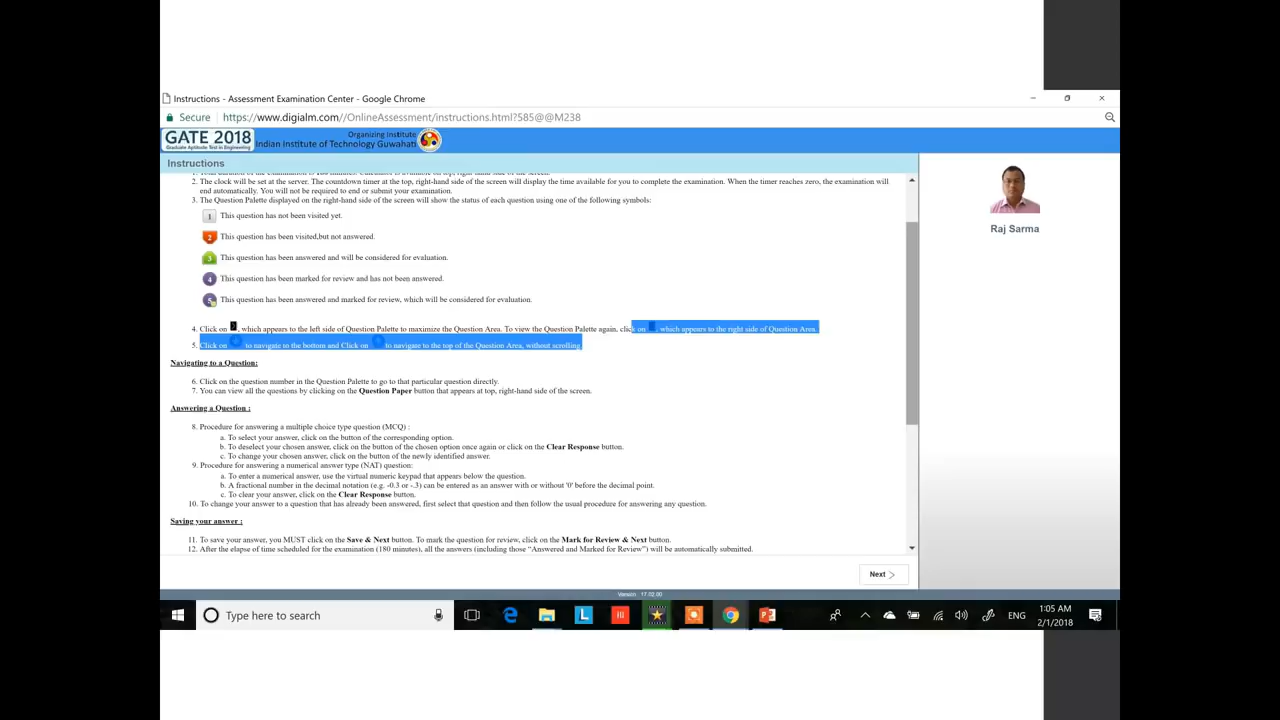 Instructions - Assessment Examination Center - Google Chrome
Secure https://www.digialm.com//OnlineAssessment/instructions.html?585@@M238
GATE 2018
Graduate Aptitude Test in Engineering
Organizing Institute
Indian Institute of Technology Guwahati
Instructions
2. The clock will be set at the server. The countdown timer at the top, right-hand side of the screen will display the time available for you to complete the examination. When the timer reaches zero, the examination will
end automatically. You will not be required to end or submit your examination.
3. The Question Palette displayed on the right-hand side of the screen will show the status of each question using one of the following symbols:
1 This question has not been visited yet.
2 This question has been visited,but not answered.
3 This question has been answered and will be considered for evaluation.
4 This question has been marked for review and has not been answered.
5 This question has been answered and marked for review, which will be considered for evaluation.
4. Click on , which appears to the left side of Question Palette to maximize the Question Area. To view the Question Palette again, click on , which appears to the right side of Question Area.
5. Click on to navigate to the bottom and Click on to navigate to the top of the Question Area, without scrolling.
Navigating to a Question:
6. Click on the question number in the Question Palette to go to that particular question directly.
7. You can view all the questions by clicking on the Question Paper button that appears at top, right-hand side of the screen.
Answering a Question :
8. Procedure for answering a multiple choice type question (MCQ) :
a. To select your answer, click on the button of the corresponding option.
b. To deselect your chosen answer, click on the button of the chosen option once again or click on the Clear Response button.
c. To change your chosen answer, click on the button of the newly identified answer.
9. Procedure for answering a numerical answer type (NAT) question:
a. To enter a numerical answer, use the virtual numeric keypad that appears below the question.
b. A fractional number in the decimal notation (e.g. -0.3 or -.3) can be entered as an answer with or without '0' before the decimal point.
c. To clear your answer, click on the Clear Response button.
10. To change your answer to a question that has already been answered, first select that question and then follow the usual procedure for answering any question.
Saving your answer :
11. To save your answer, you MUST click on the Save & Next button. To mark the question for review, click on the Mark for Review & Next button.
12. After the elapse of time scheduled for the examination (180 minutes), all the answers (including those “Answered and Marked for Review”) will be automatically submitted.
Raj Sarma
Next
Version 17.02.00
Type here to search
ENG
1:05 AM
2/1/2018